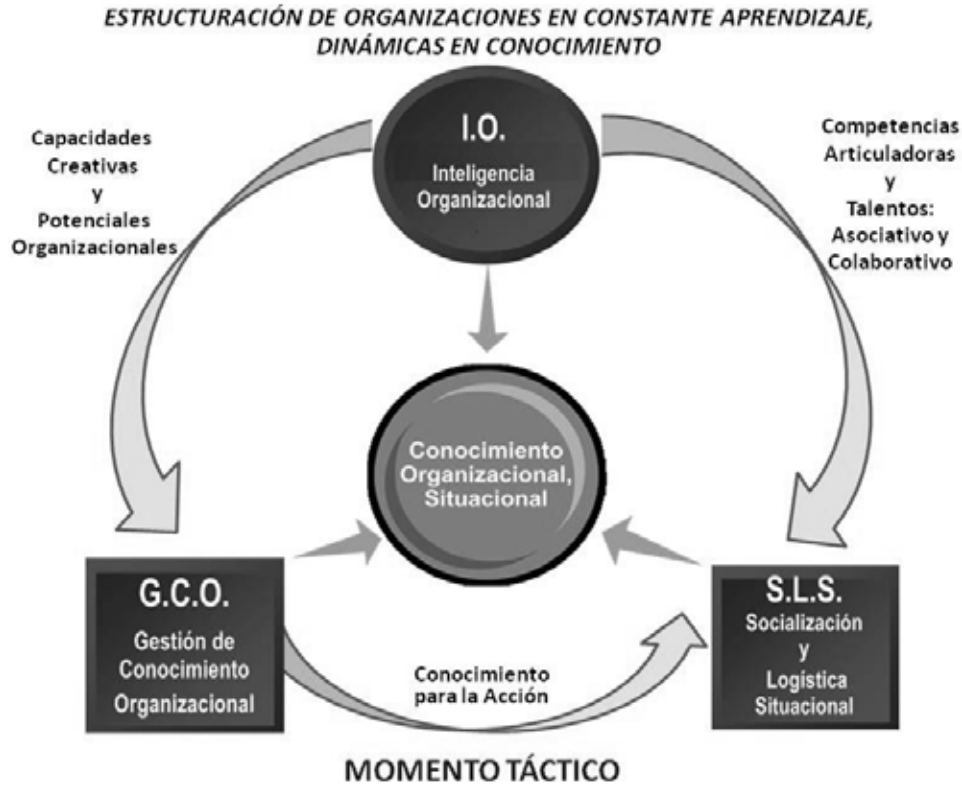 ESTRUCTURACIÓN DE ORGANIZACIONES EN CONSTANTE APRENDIZAJE,
DINÁMICAS EN CONOCIMIENTO
I.O.
Inteligencia
Organizacional
Capacidades
Creativas
y
Potenciales
Organizacionales
Competencias
Articuladoras
y
Talentos:
Asociativo y
Colaborativo
Conocimiento
Organizacional,
Situacional
G.C.O.
Gestión de
Conocimiento
Organizacional
S.L.S.
Socialización
y
Logística
Situacional
Conocimiento
para la Acción
MOMENTO TÁCTICO